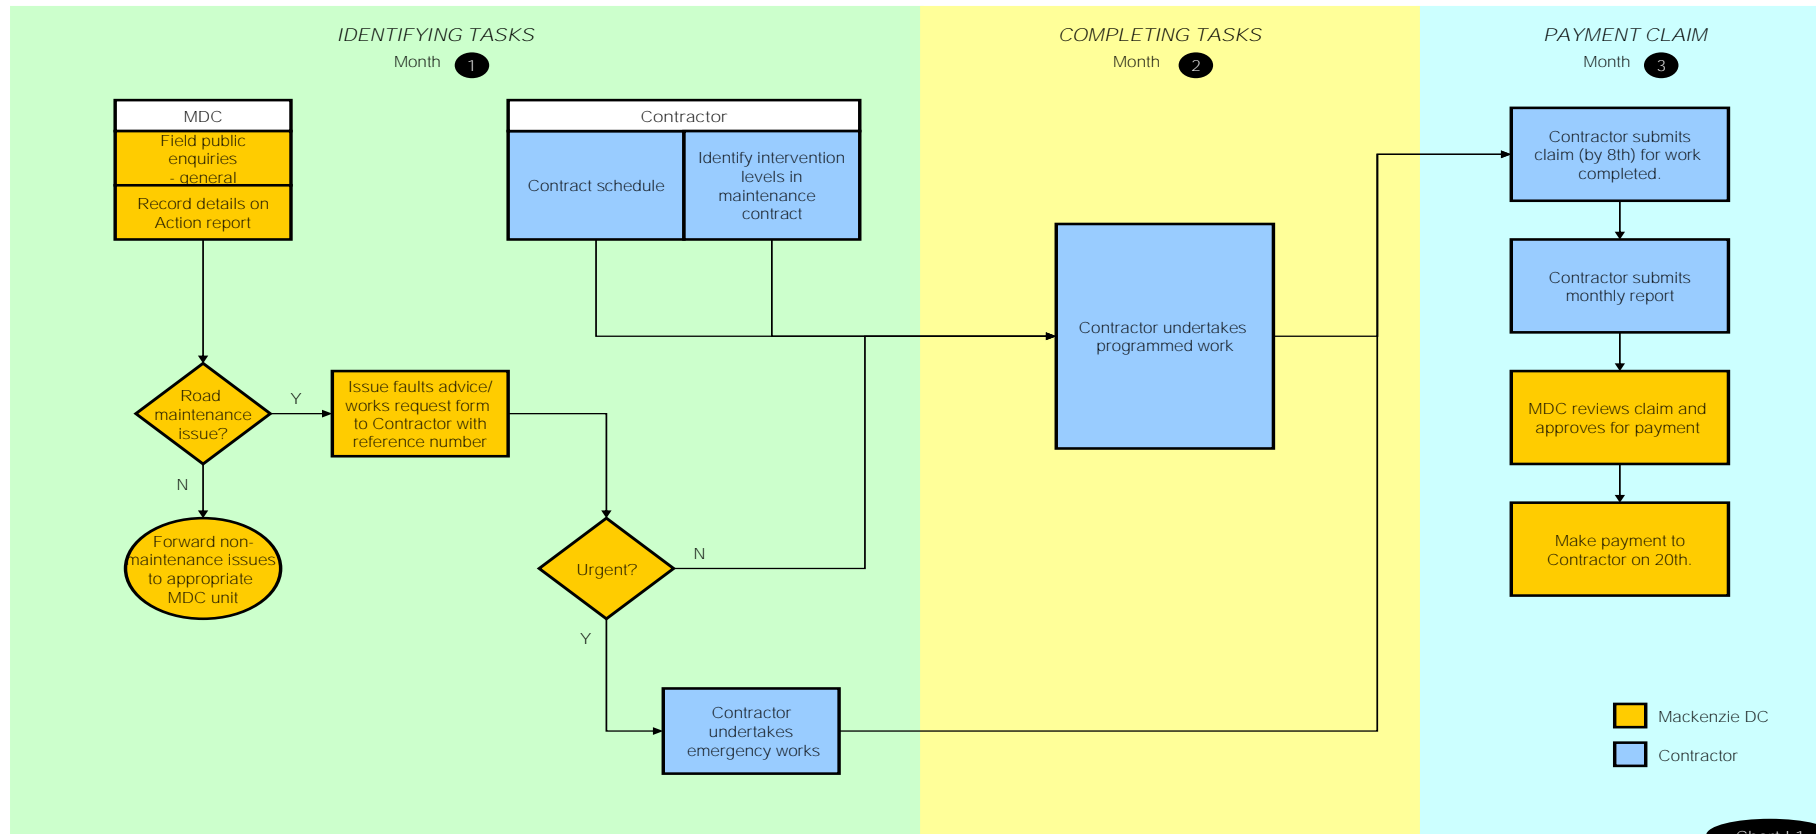 IDENTIFYING TASKS
Month 1
MDC
Field public
enquiries
- general
Record details on
Action report
Contractor
Contract schedule
Identify intervention
levels in
maintenance
contract
Road
maintenance
issue?
Y
N
Issue faults advice/
works request form
to Contractor with
reference number
Forward non-
maintenance issues
to appropriate
MDC unit
Urgent?
N
Y
Contractor
undertakes
emergency works
COMPLETING TASKS
Month 2
Contractor undertakes
programmed work
PAYMENT CLAIM
Month 3
Contractor submits
claim (by 8th) for work
completed.
Contractor submits
monthly report
MDC reviews claim and
approves for payment
Make payment to
Contractor on 20th.
Mackenzie DC
Contractor